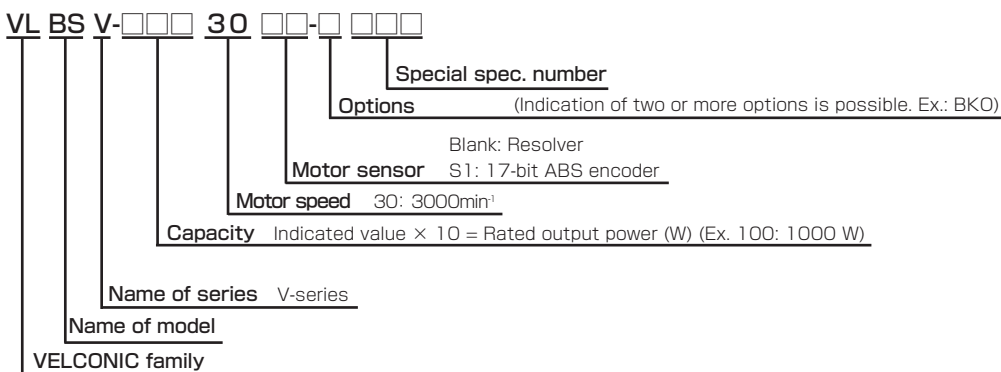 VL BS V-□□□ 30 □□-□ □□□
Special spec. number
Options (Indication of two or more options is possible. Ex.: BKO)
Blank: Resolver
Motor sensor S1: 17-bit ABS encoder
Motor speed 30: 3000min⁻¹
Capacity Indicated value × 10 = Rated output power (W) (Ex. 100: 1000 W)
Name of series V-series
Name of model
VELCONIC family